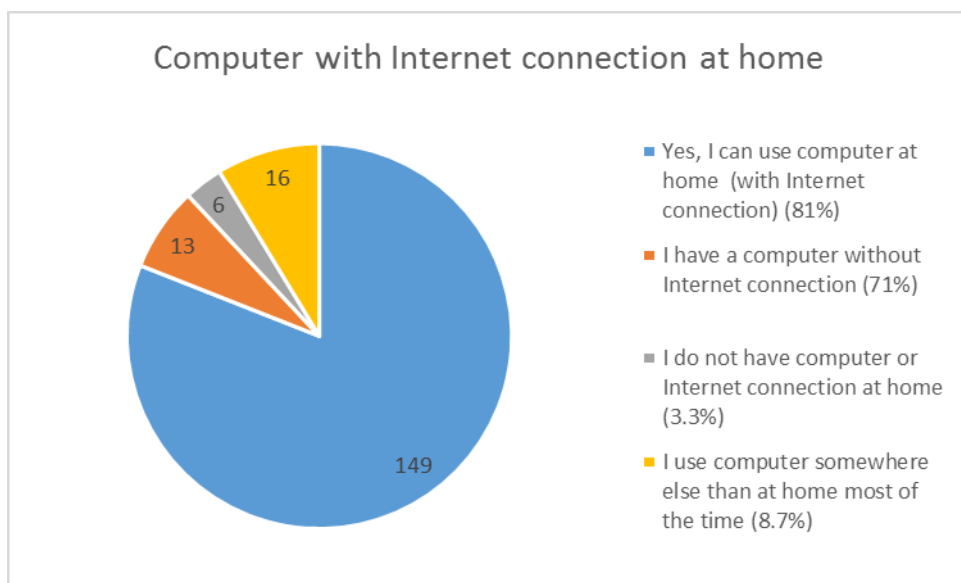 Computer with Internet connection at home
16
6
13
149
Yes, I can use computer at
home (with Internet
connection) (81%)
I have a computer without
Internet connection (71%)
I do not have computer or
Internet connection at home
(3.3%)
I use computer somewhere
else than at home most of
the time (8.7%)